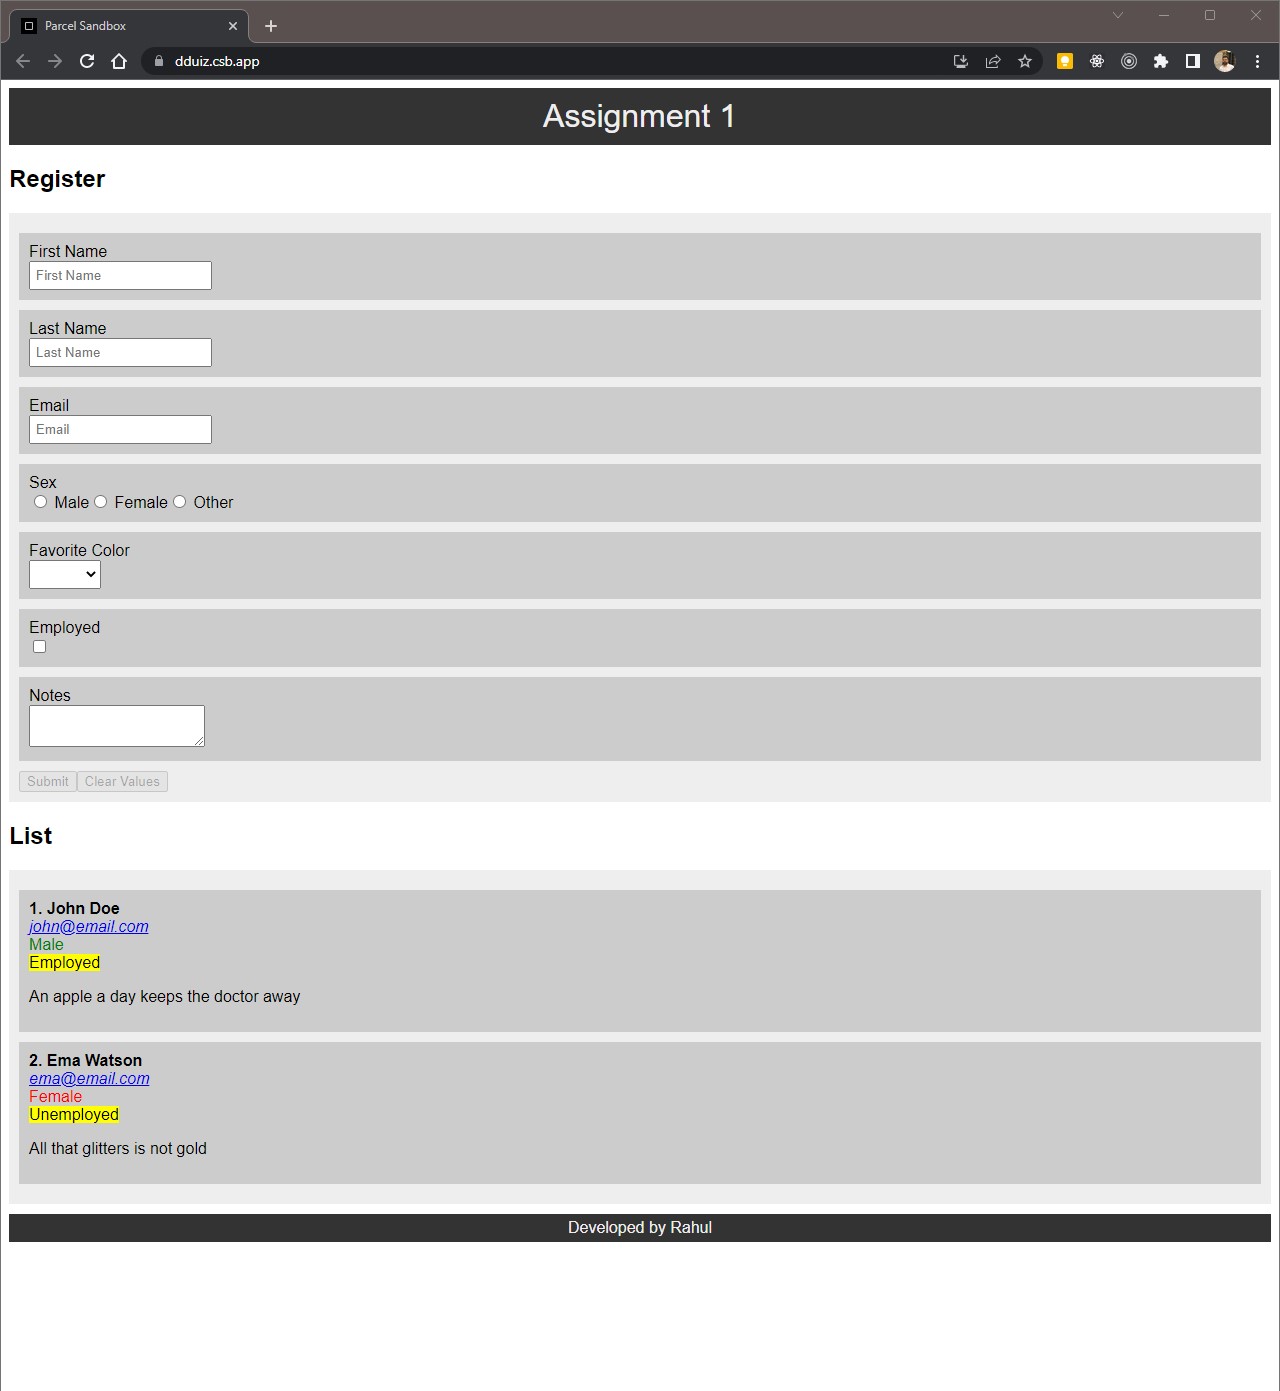 Parcel Sandbox
dduiz.csb.app
Assignment 1
Register
First Name
First Name
Last Name
Last Name
Email
Email
Sex
Male Female Other
Favorite Color
Employed
Notes
Submit Clear Values
List
1. John Doe
john@email.com
Male
Employed
An apple a day keeps the doctor away
2. Ema Watson
ema@email.com
Female
Unemployed
All that glitters is not gold
Developed by Rahul